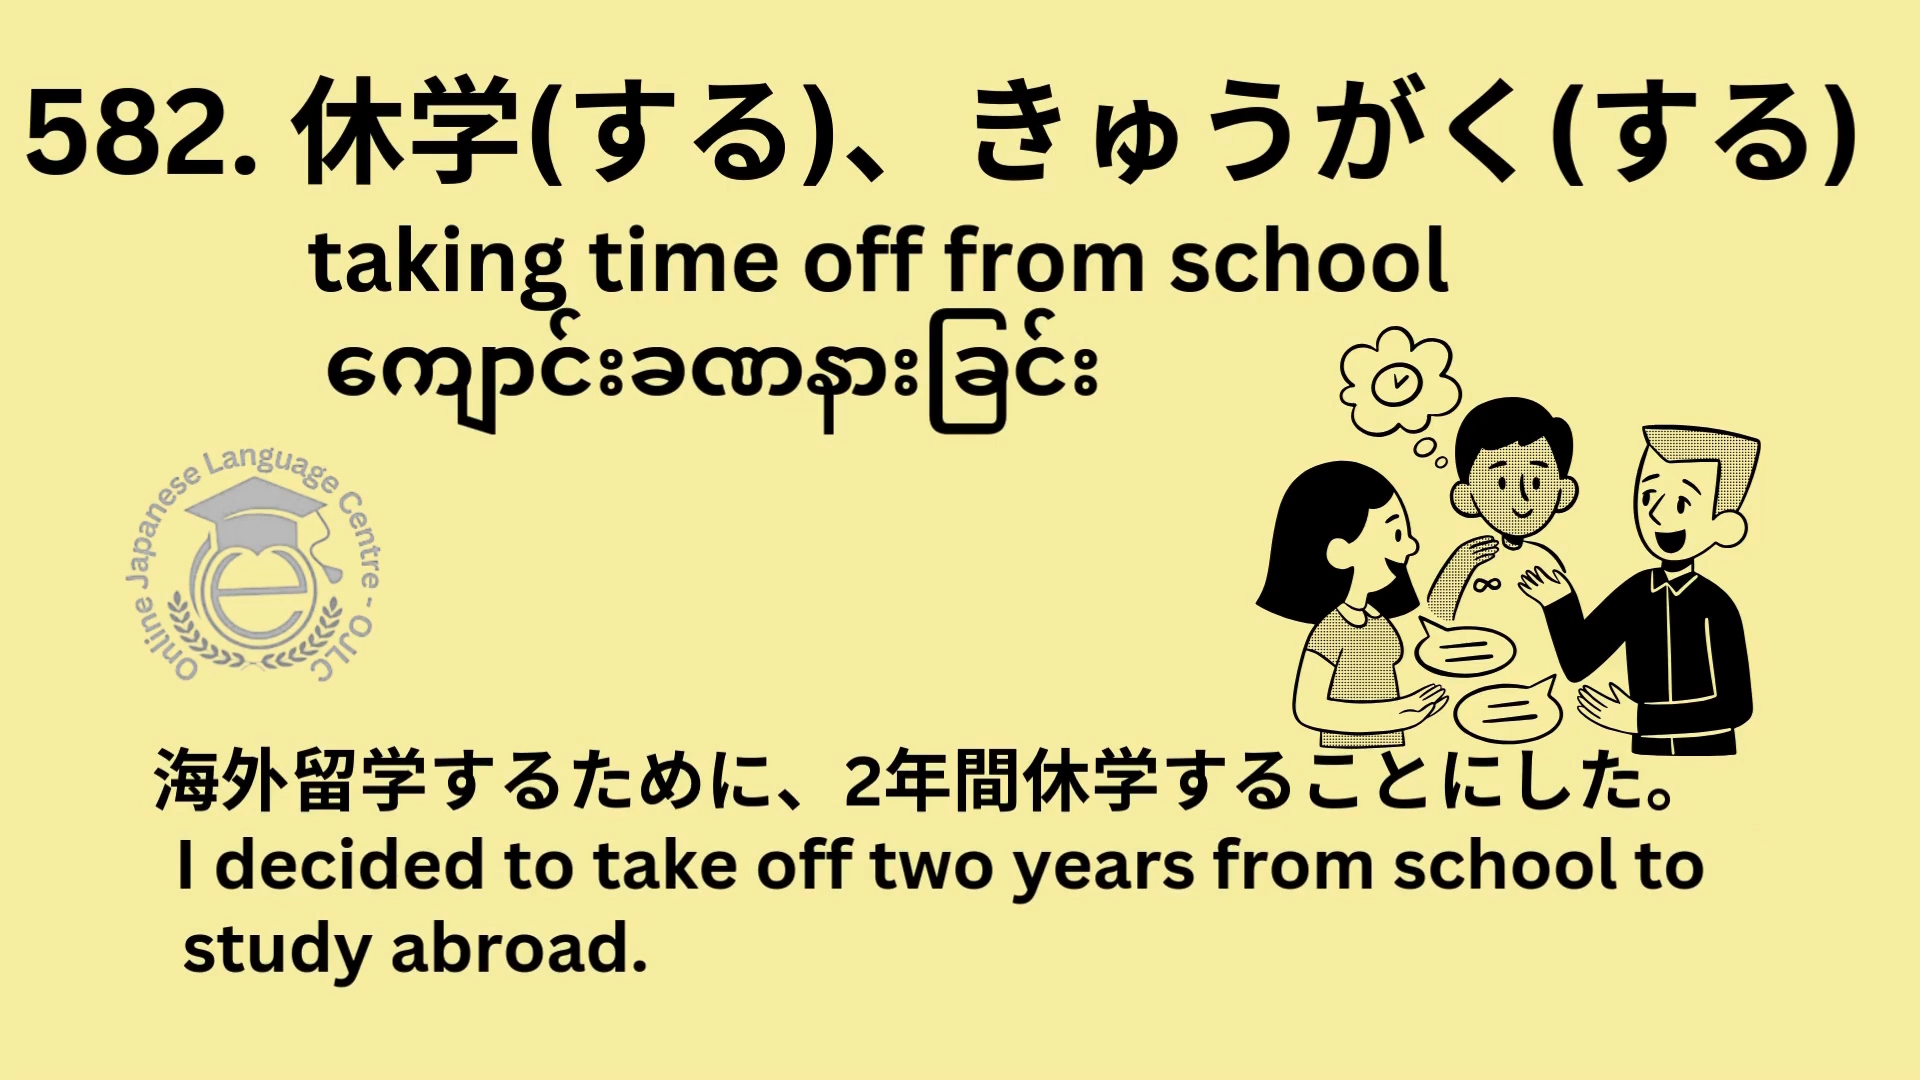 582. 休学(する)、きゅうがく(する)
taking time off from school
ကျောင်းခဏနားခြင်း
Online Japanese Language Centre - OJLC
海外留学するために、2年間休学することにした。
I decided to take off two years from school to
study abroad.